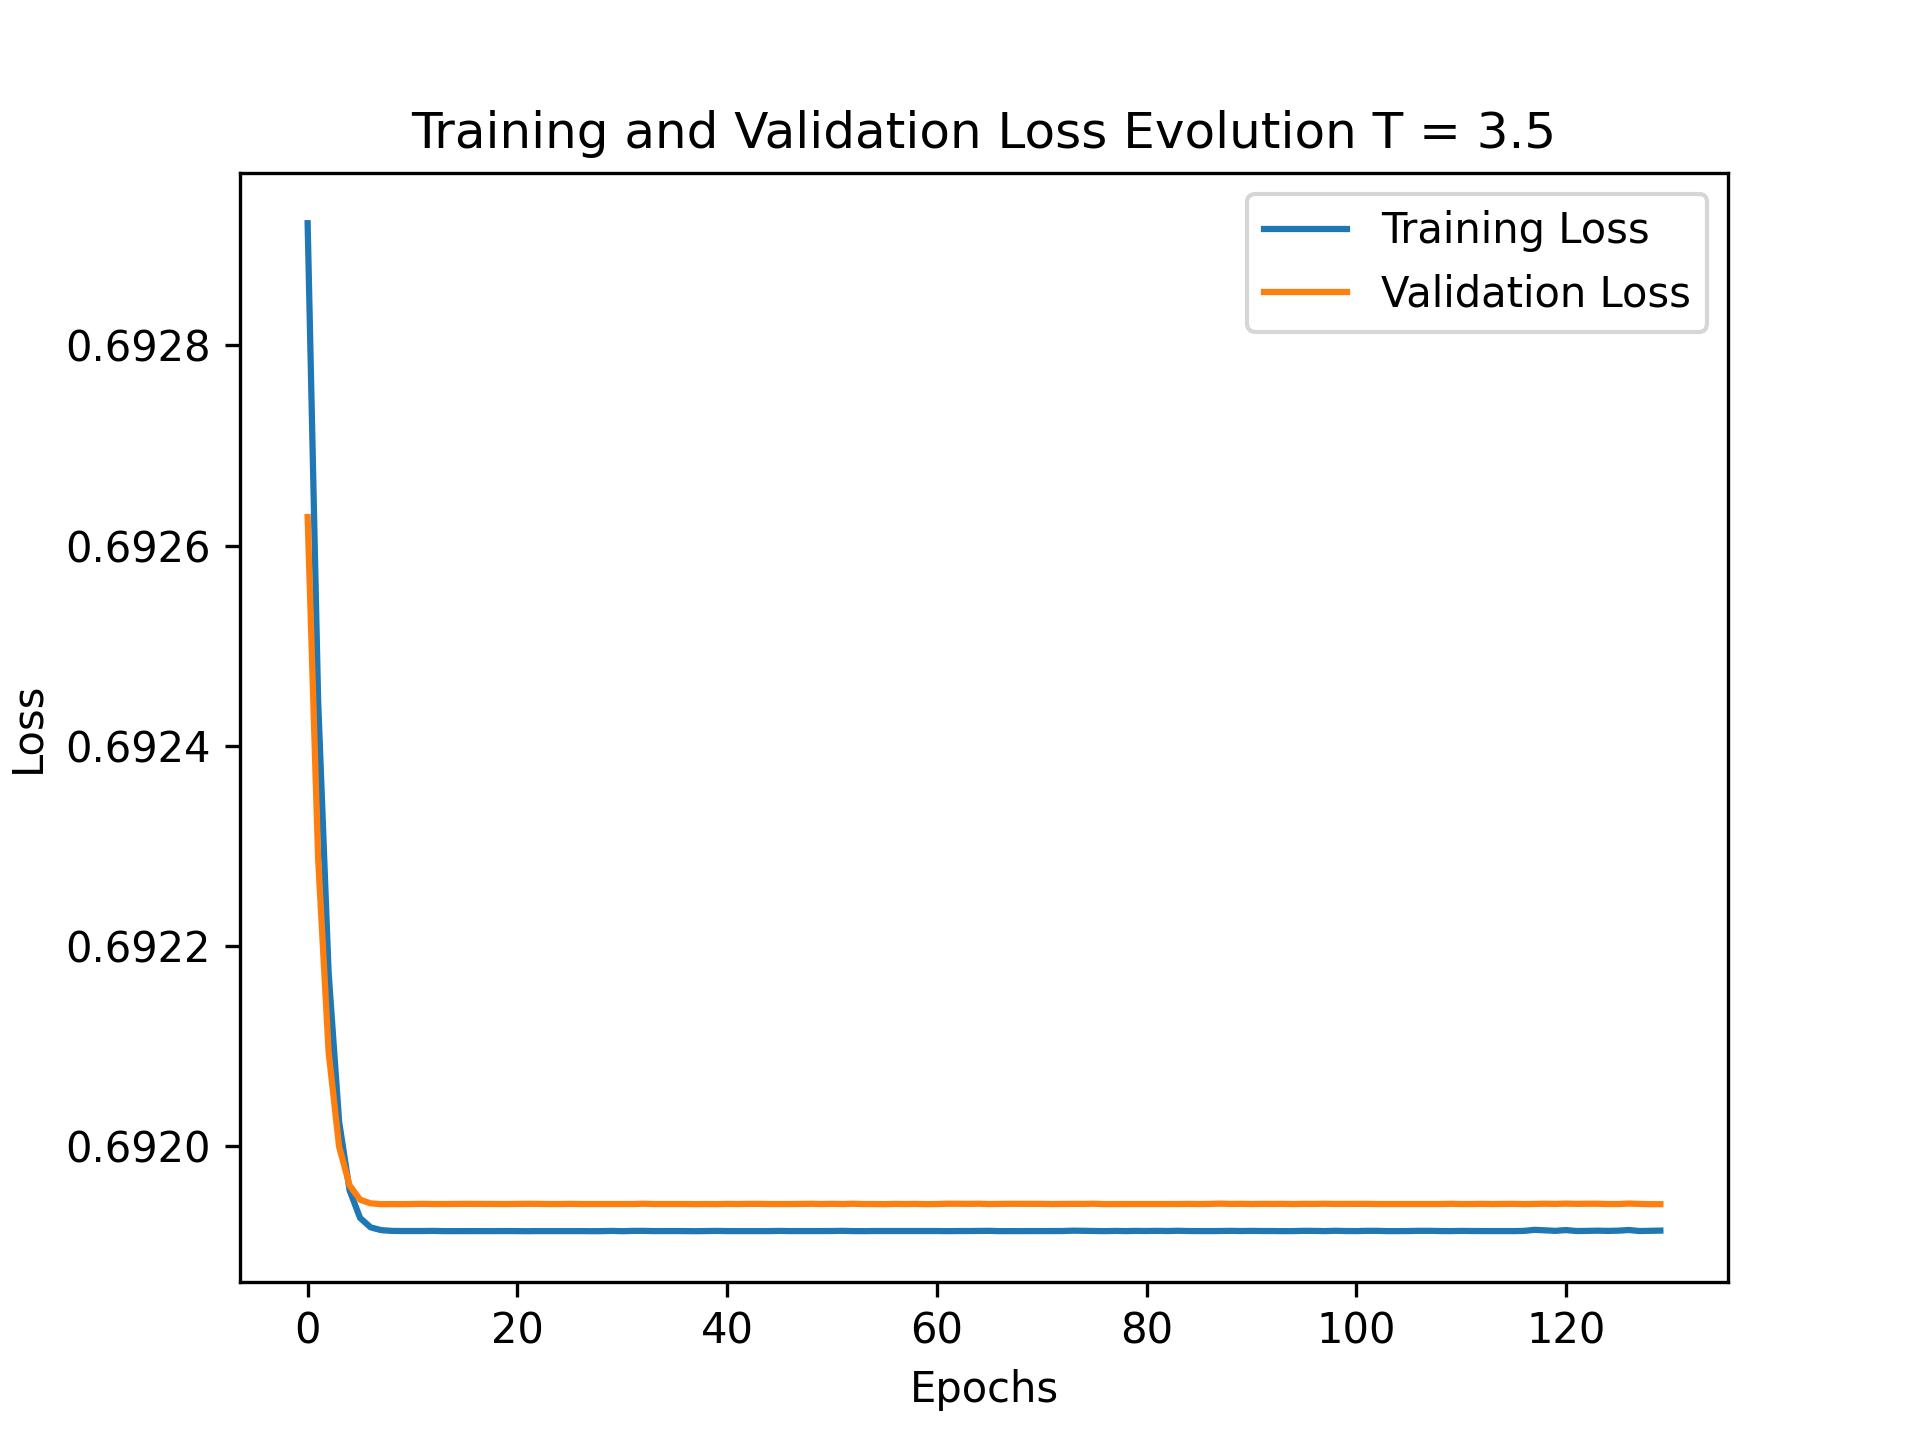 Training and Validation Loss Evolution T = 3.5
Training Loss
Validation Loss
0.6928
0.6926
0.6924
0.6922
0.6920
Loss
0 20 40 60 80 100 120
Epochs